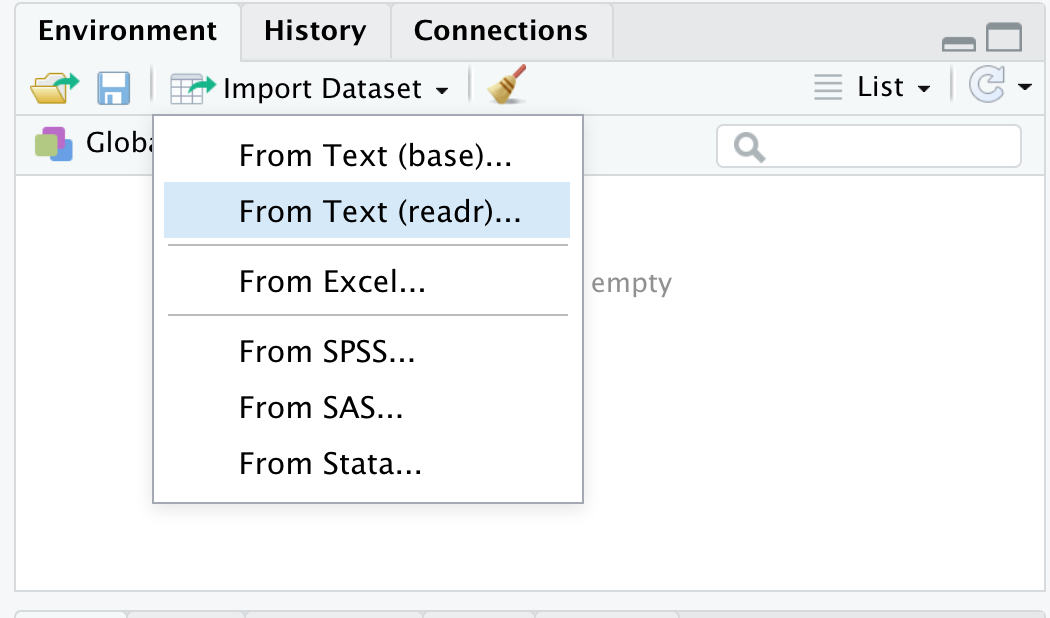 Environment History Connections
Import Dataset List
Globa
From Text (base)...
From Text (readr)...
From Excel...
empty
From SPSS...
From SAS...
From Stata...